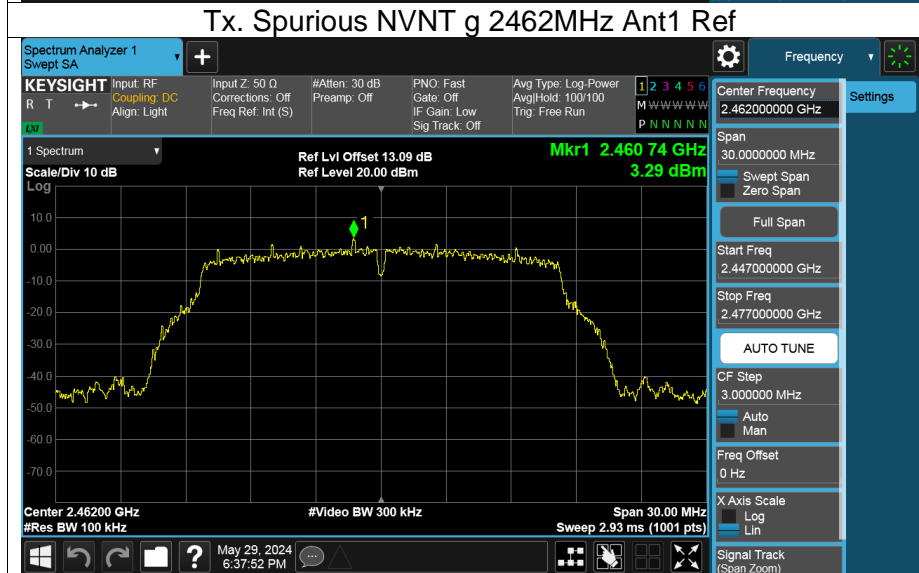 Tx. Spurious NVNT g 2462MHz Ant1 Ref
Spectrum Analyzer 1
Swept SA
+
Frequency
KEYSIGHT
R T
LXI
Input: RF
Coupling: DC
Align: Light
Input Z: 50 Ω
Corrections: Off
Freq Ref: Int (S)
#Atten: 30 dB
Preamp: Off
PNO: Fast
Gate: Off
IF Gain: Low
Sig Track: Off
Avg Type: Log-Power
Avg|Hold: 100/100
Trig: Free Run
1 2 3 4 5 6
M W W W W W
P N N N N N
1 Spectrum
Scale/Div 10 dB
Log
Ref Lvl Offset 13.09 dB
Ref Level 20.00 dBm
Mkr1 2.460 74 GHz
3.29 dBm
1
10.0
0.00
-10.0
-20.0
-30.0
-40.0
-50.0
-60.0
-70.0
Center 2.46200 GHz
#Res BW 100 kHz
#Video BW 300 kHz
Span 30.00 MHz
Sweep 2.93 ms (1001 pts)
?
May 29, 2024
6:37:52 PM
Center Frequency
2.462000000 GHz
Settings
Span
30.0000000 MHz
Swept Span
Zero Span
Full Span
Start Freq
2.447000000 GHz
Stop Freq
2.477000000 GHz
AUTO TUNE
CF Step
3.000000 MHz
Auto
Man
Freq Offset
0 Hz
X Axis Scale
Log
Lin
Signal Track
(Span Zoom)